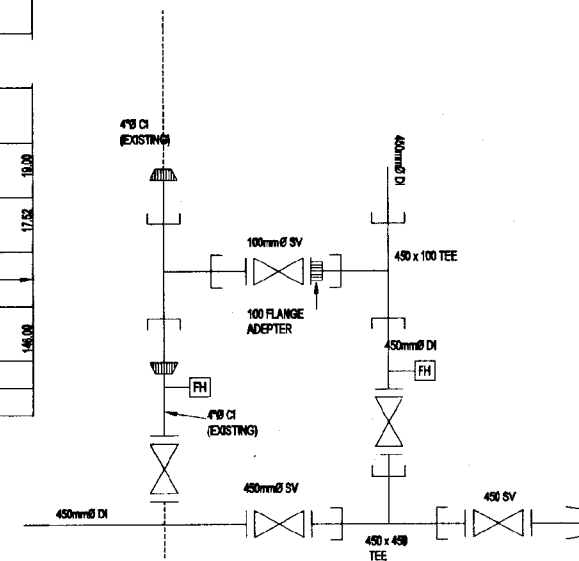 4"Ø CI
(EXISTING)
450mmØ DI
19.00
17.52
100mmØ SV
450 x 100 TEE
100 FLANGE
ADEPTER
146.00
450mmØ DI
FH
FH
4"Ø CI
(EXISTING)
450mmØ SV
450 SV
450mmØ DI
450 x 450
TEE